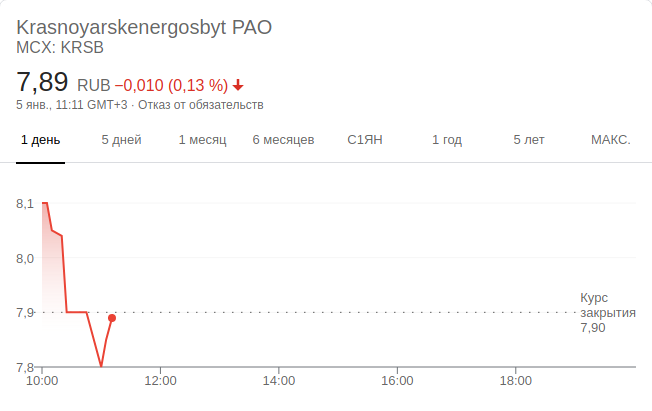 Krasnoyarskenergosbyt PAO
MCX: KRSB
7,89 RUB −0,010 (0,13 %)
5 янв., 11:11 GMT+3 · Отказ от обязательств
1 день 5 дней 1 месяц 6 месяцев С1ЯН 1 год 5 лет МАКС.
8,1
8,0
7,9
7,8
Курс
закрытия
7,90
10:00 12:00 14:00 16:00 18:00